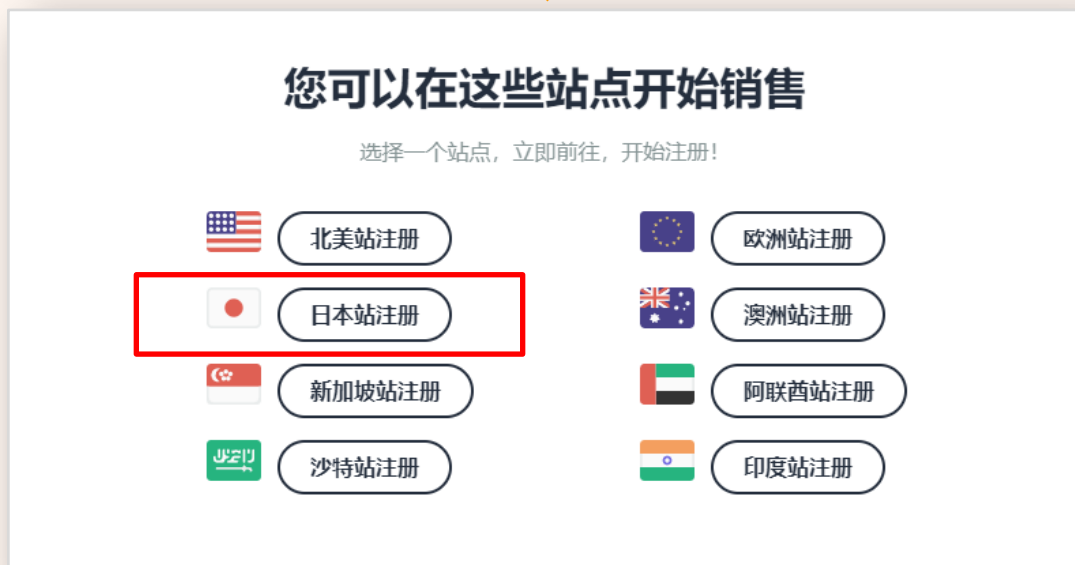 您可以在这些站点开始销售
选择一个站点，立即前往，开始注册！
北美站注册
欧洲站注册
日本站注册
澳洲站注册
新加坡站注册
阿联酋站注册
沙特站注册
印度站注册